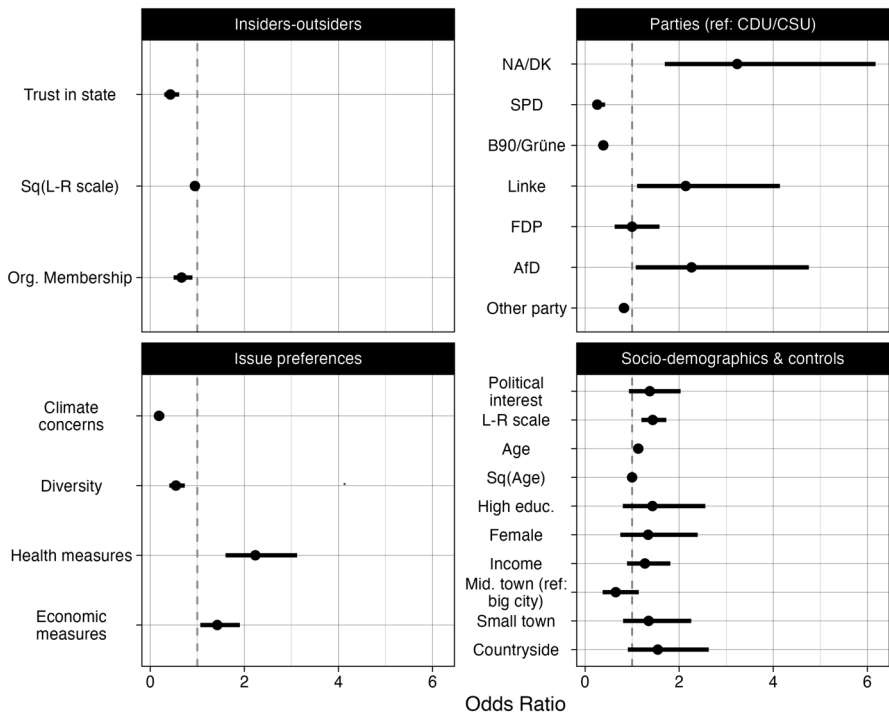 Insiders-outsiders
Trust in state
Sq(L-R scale)
Org. Membership
Parties (ref: CDU/CSU)
NA/DK
SPD
B90/Grüne
Linke
FDP
AfD
Other party
Issue preferences
Climate
concerns
Diversity
Health measures
Economic
measures
0 2 4 6
Socio-demographics & controls
Political
interest
L-R scale
Age
Sq(Age)
High educ.
Female
Income
Mid. town (ref:
big city)
Small town
Countryside
0 2 4 6
Odds Ratio